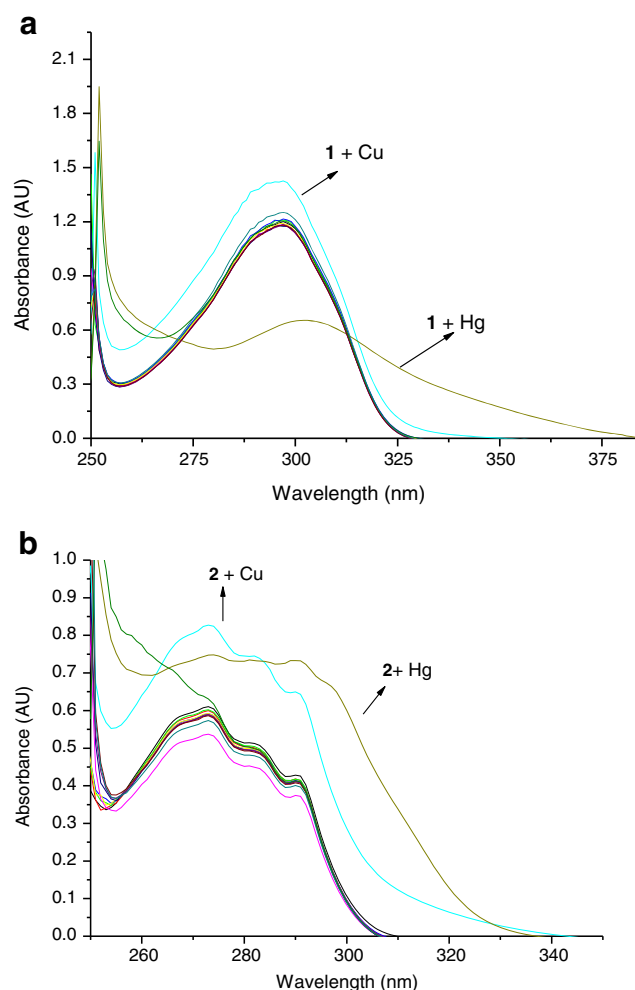 a
2.1
1.8
1.5
1.2
0.9
0.6
0.3
0.0
Absorbance (AU)
1 + Cu
1 + Hg
250 275 300 325 350 375
Wavelength (nm)
b
1.0
0.9
0.8
0.7
0.6
0.5
0.4
0.3
0.2
0.1
0.0
Absorbance (AU)
2 + Cu
2+ Hg
260 280 300 320 340
Wavelength (nm)